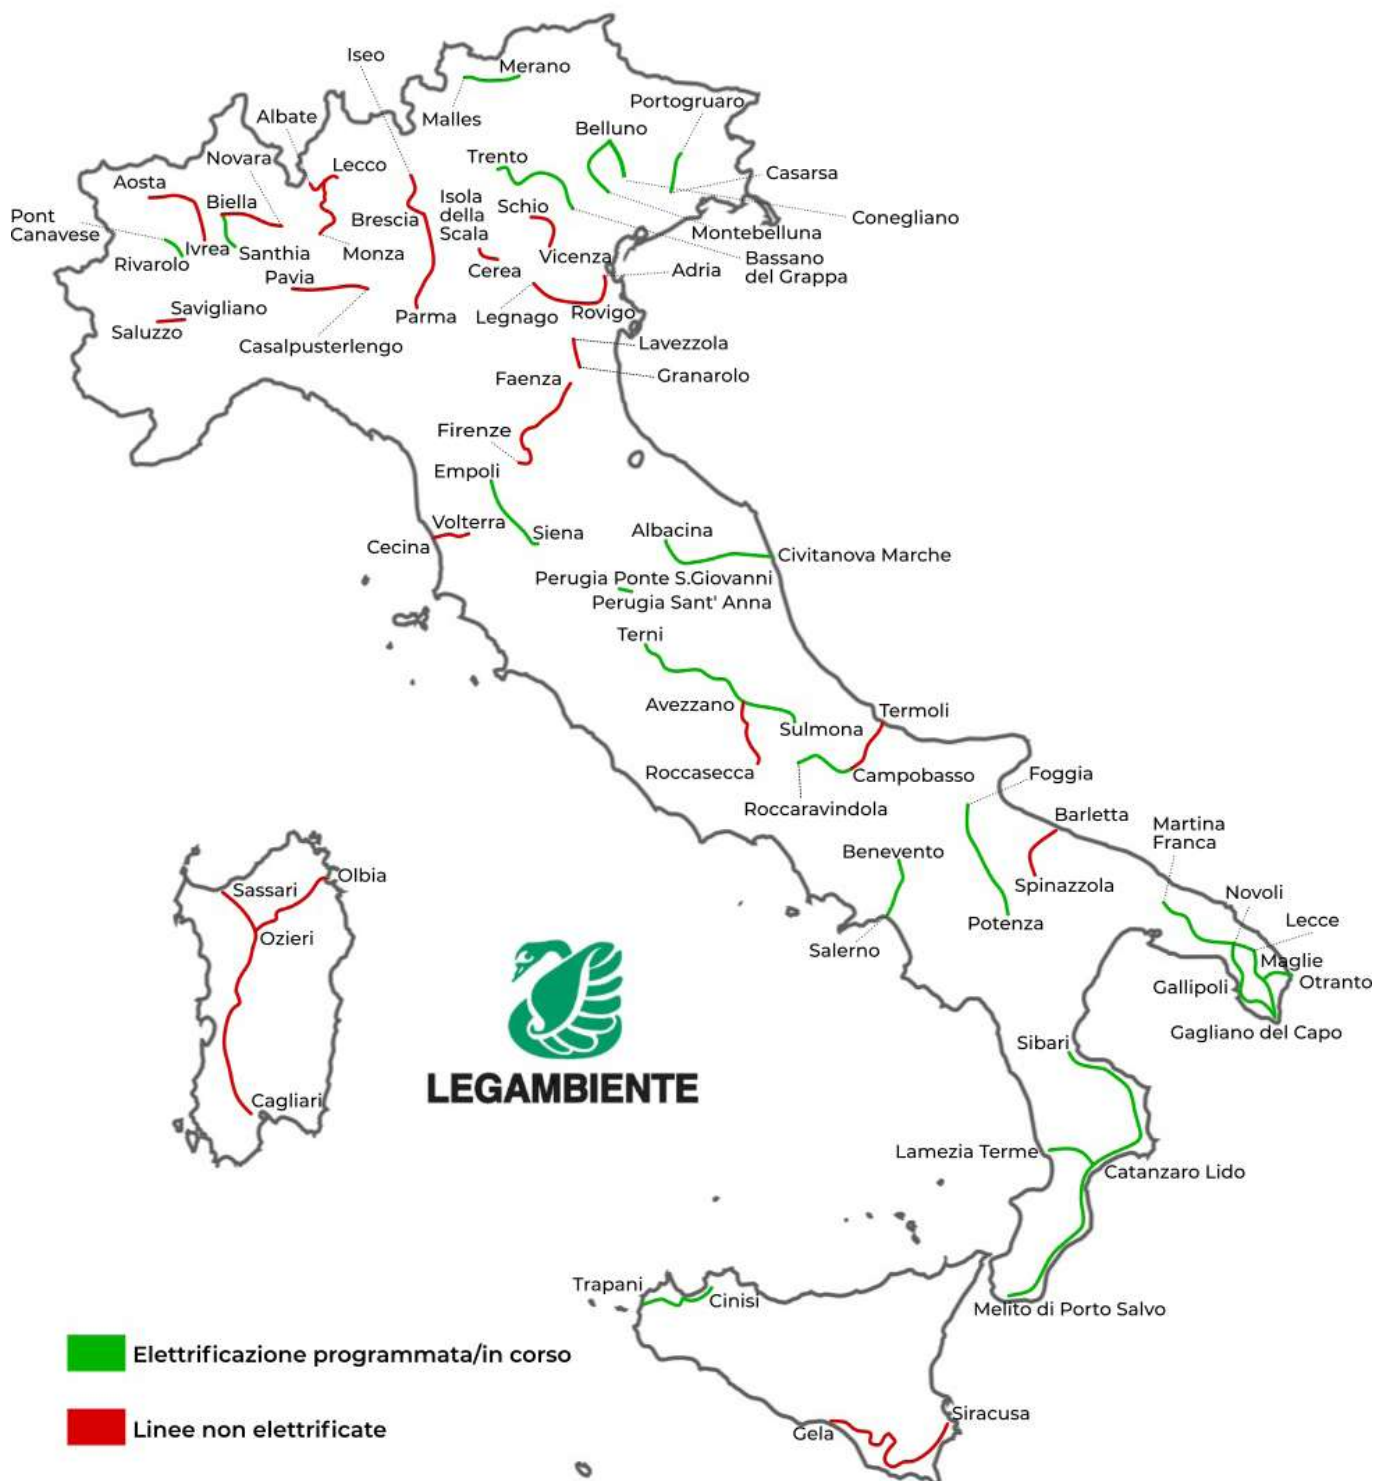 Iseo
Merano
Malles
Portogruaro
Albate
Belluno
Novara
Lecco
Trento
Casarsa
Aosta
Biella
Isola
della
Scala
Schio
Brescia
Conegliano
Pont
Canavese
Ivrea
Santhia
Monza
Montebelluna
Rivarolo
Vicenza
Bassano
del Grappa
Pavia
Cerea
Adria
Savigliano
Saluzzo
Parma
Legnago
Rovigo
Casalpusterlengo
Lavezzola
Faenza
Granarolo
Firenze
Empoli
Volterra
Siena
Cecina
Albacina
Civitanova Marche
Perugia Ponte S.Giovanni
Perugia Sant' Anna
Terni
Avezzano
Sulmona
Termoli
Roccasecca
Campobasso
Roccaravindola
Foggia
Barletta
Martina
Franca
Benevento
Spinazzola
Novoli
Potenza
Lecce
Salerno
Maglie
Otranto
Gallipoli
Gagliano del Capo
Olbia
Sassari
Ozieri
Cagliari
LEGAMBIENTE
Sibari
Lamezia Terme
Catanzaro Lido
Trapani
Cinisi
Melito di Porto Salvo
Elettrificazione programmata/in corso
Linee non elettrificate
Gela
Siracusa